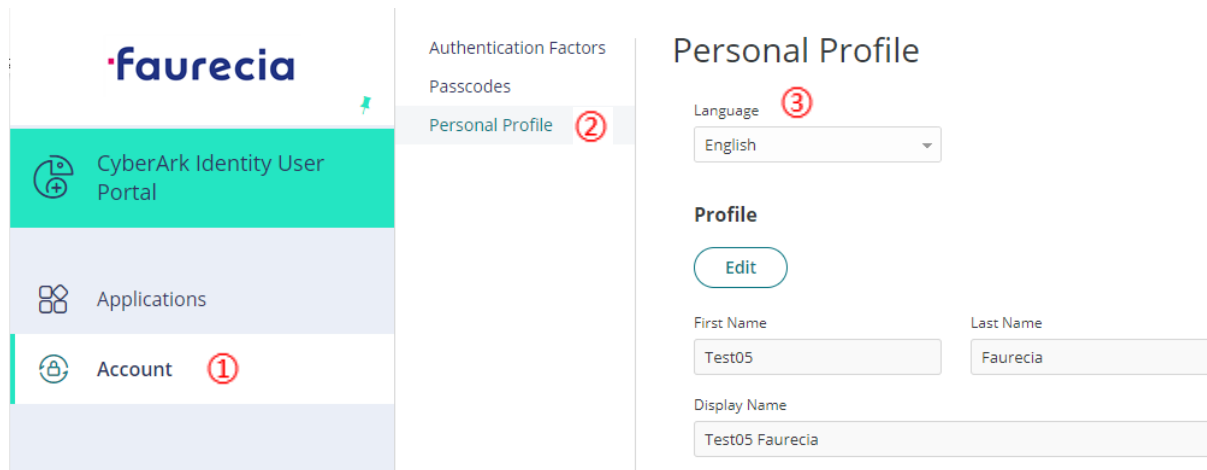 faurecia
CyberArk Identity User
Portal
Applications
Account ①
Authentication Factors
Passcodes
Personal Profile ②
Personal Profile
Language ③
English
Profile
Edit
First Name
Last Name
Test05
Faurecia
Display Name
Test05 Faurecia